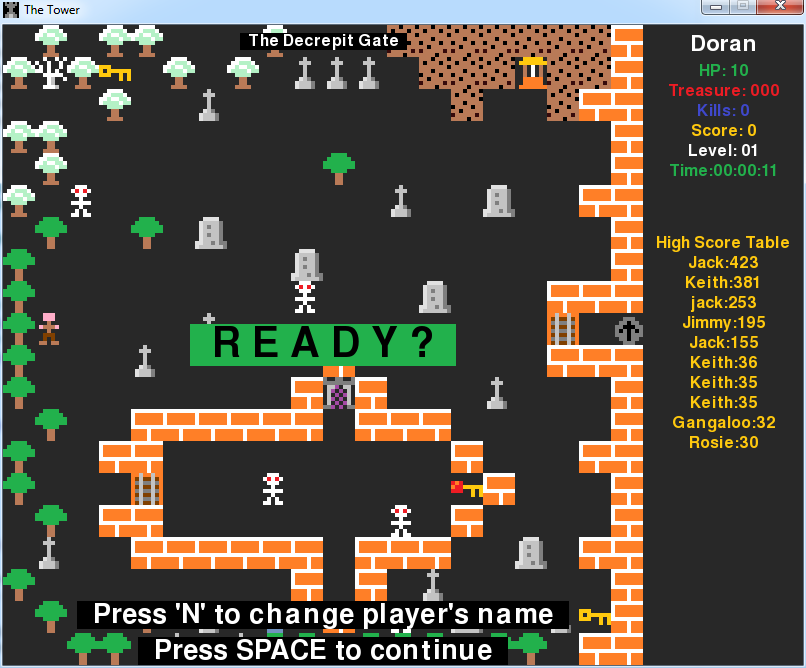 The Tower
The Decrepit Gate
Doran
HP: 10
Treasure: 000
Kills: 0
Score: 0
Level: 01
Time:00:00:11
High Score Table
Jack:423
Keith:381
jack:253
Jimmy:195
Jack:155
Keith:36
Keith:35
Keith:35
Gangaloo:32
Rosie:30
READY?
Press 'N' to change player's name
Press SPACE to continue